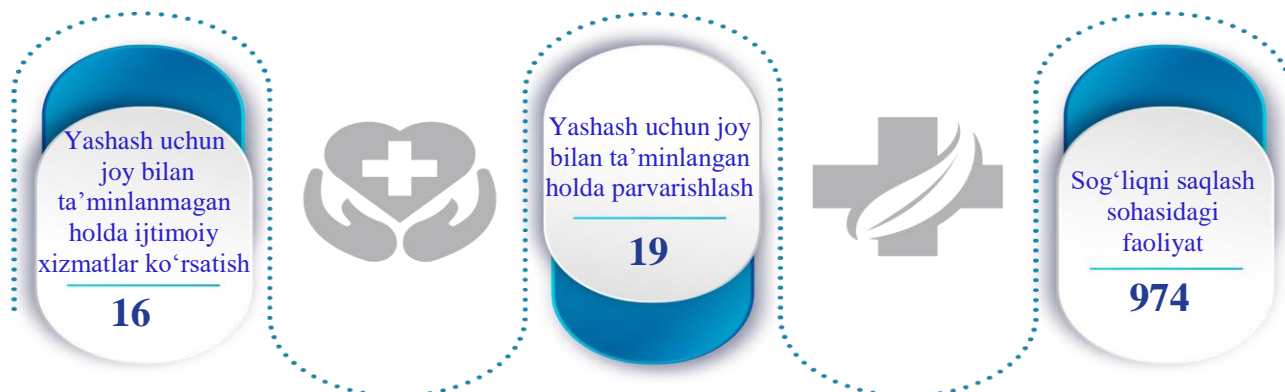 Yashash uchun
joy bilan
ta’minlanmagan
holda ijtimoiy
xizmatlar ko‘rsatish
16
Yashash uchun joy
bilan ta’minlangan
holda parvarishlash
19
Sog‘liqni saqlash
sohasidagi
faoliyat
974